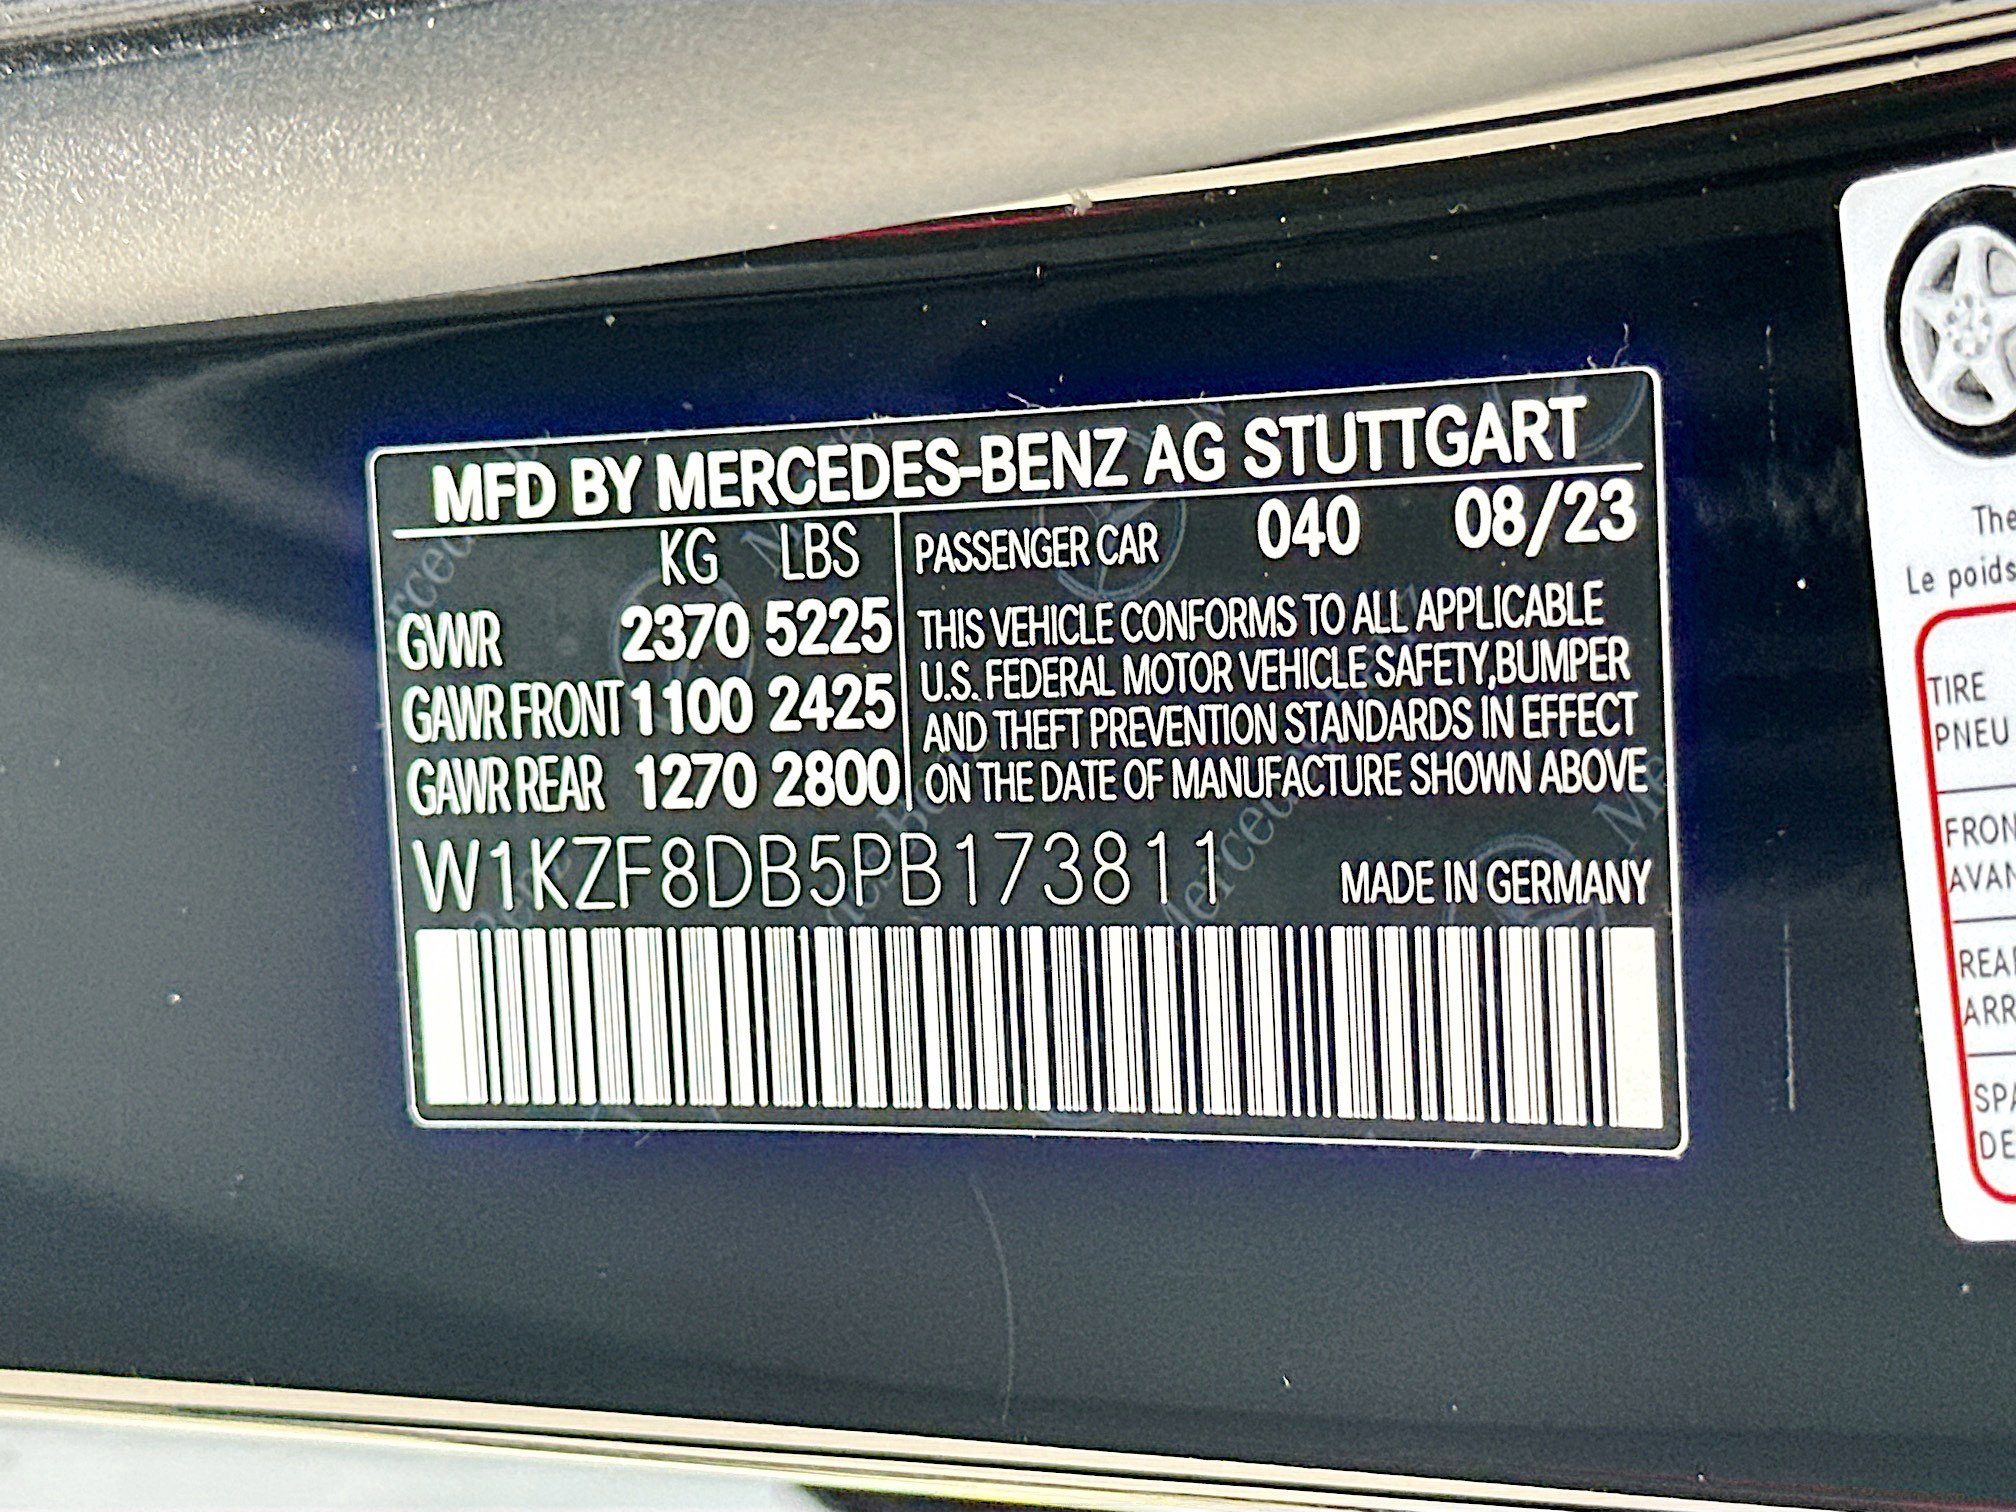 MFD BY MERCEDES-BENZ AG STUTTGART
KG LBS
GVWR 2370 5225
GAWR FRONT 1100 2425
GAWR REAR 1270 2800
PASSENGER CAR 040 08/23
THIS VEHICLE CONFORMS TO ALL APPLICABLE
U.S. FEDERAL MOTOR VEHICLE SAFETY,BUMPER
AND THEFT PREVENTION STANDARDS IN EFFECT
ON THE DATE OF MANUFACTURE SHOWN ABOVE
W1KZF8DB5PB173811
MADE IN GERMANY
The
Le poids
TIRE
PNEU
FRON
AVAN
REA
ARR
SPA
DE